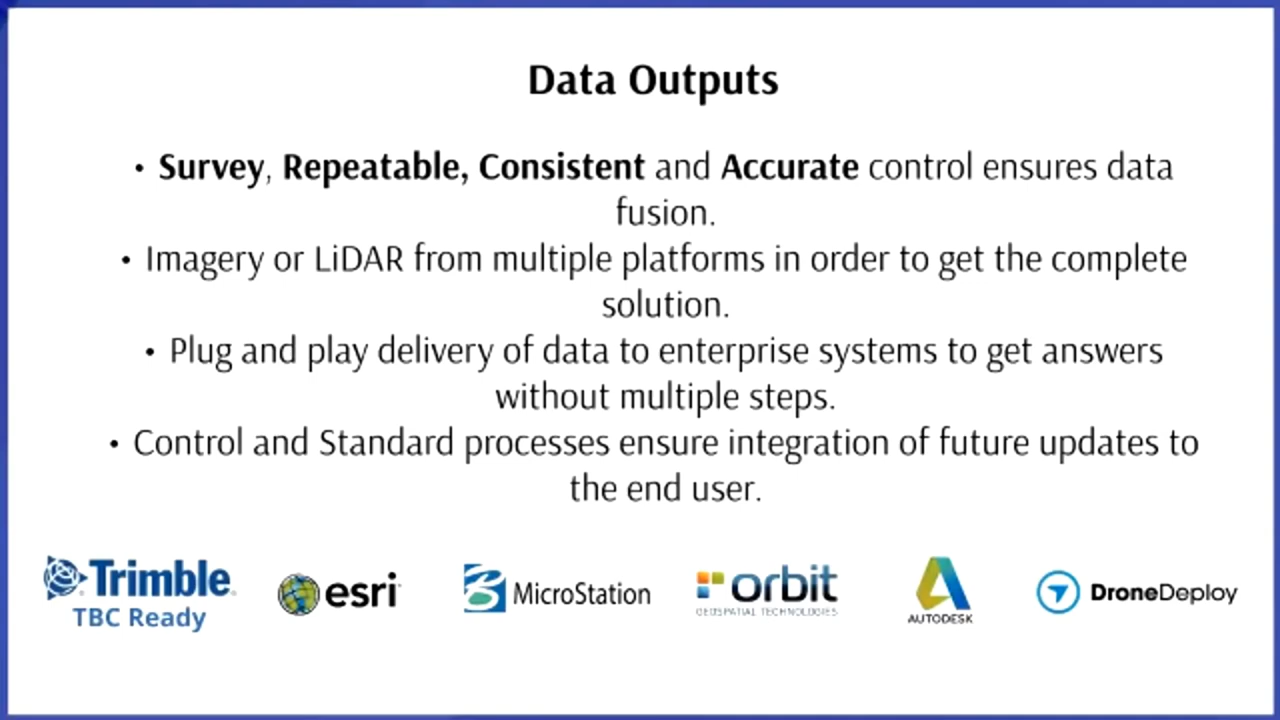 Data Outputs
• Survey, Repeatable, Consistent and Accurate control ensures data
fusion.
• Imagery or LiDAR from multiple platforms in order to get the complete
solution.
• Plug and play delivery of data to enterprise systems to get answers
without multiple steps.
• Control and Standard processes ensure integration of future updates to
the end user.
Trimble
TBC Ready
esri
MicroStation
orbit
GEOSPATIAL TECHNOLOGIES
AUTODESK
DroneDeploy